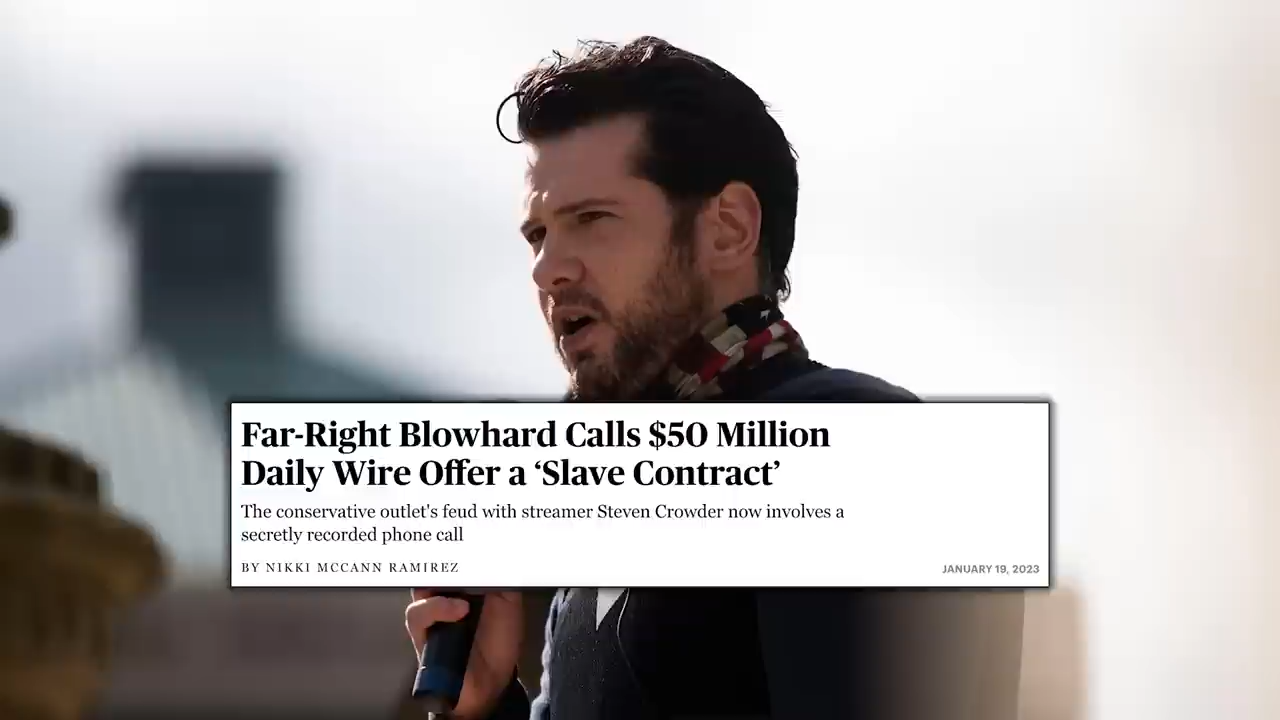 Far-Right Blowhard Calls $50 Million
Daily Wire Offer a ‘Slave Contract’
The conservative outlet's feud with streamer Steven Crowder now involves a
secretly recorded phone call
BY NIKKI MCCANN RAMIREZ
JANUARY 19, 2023